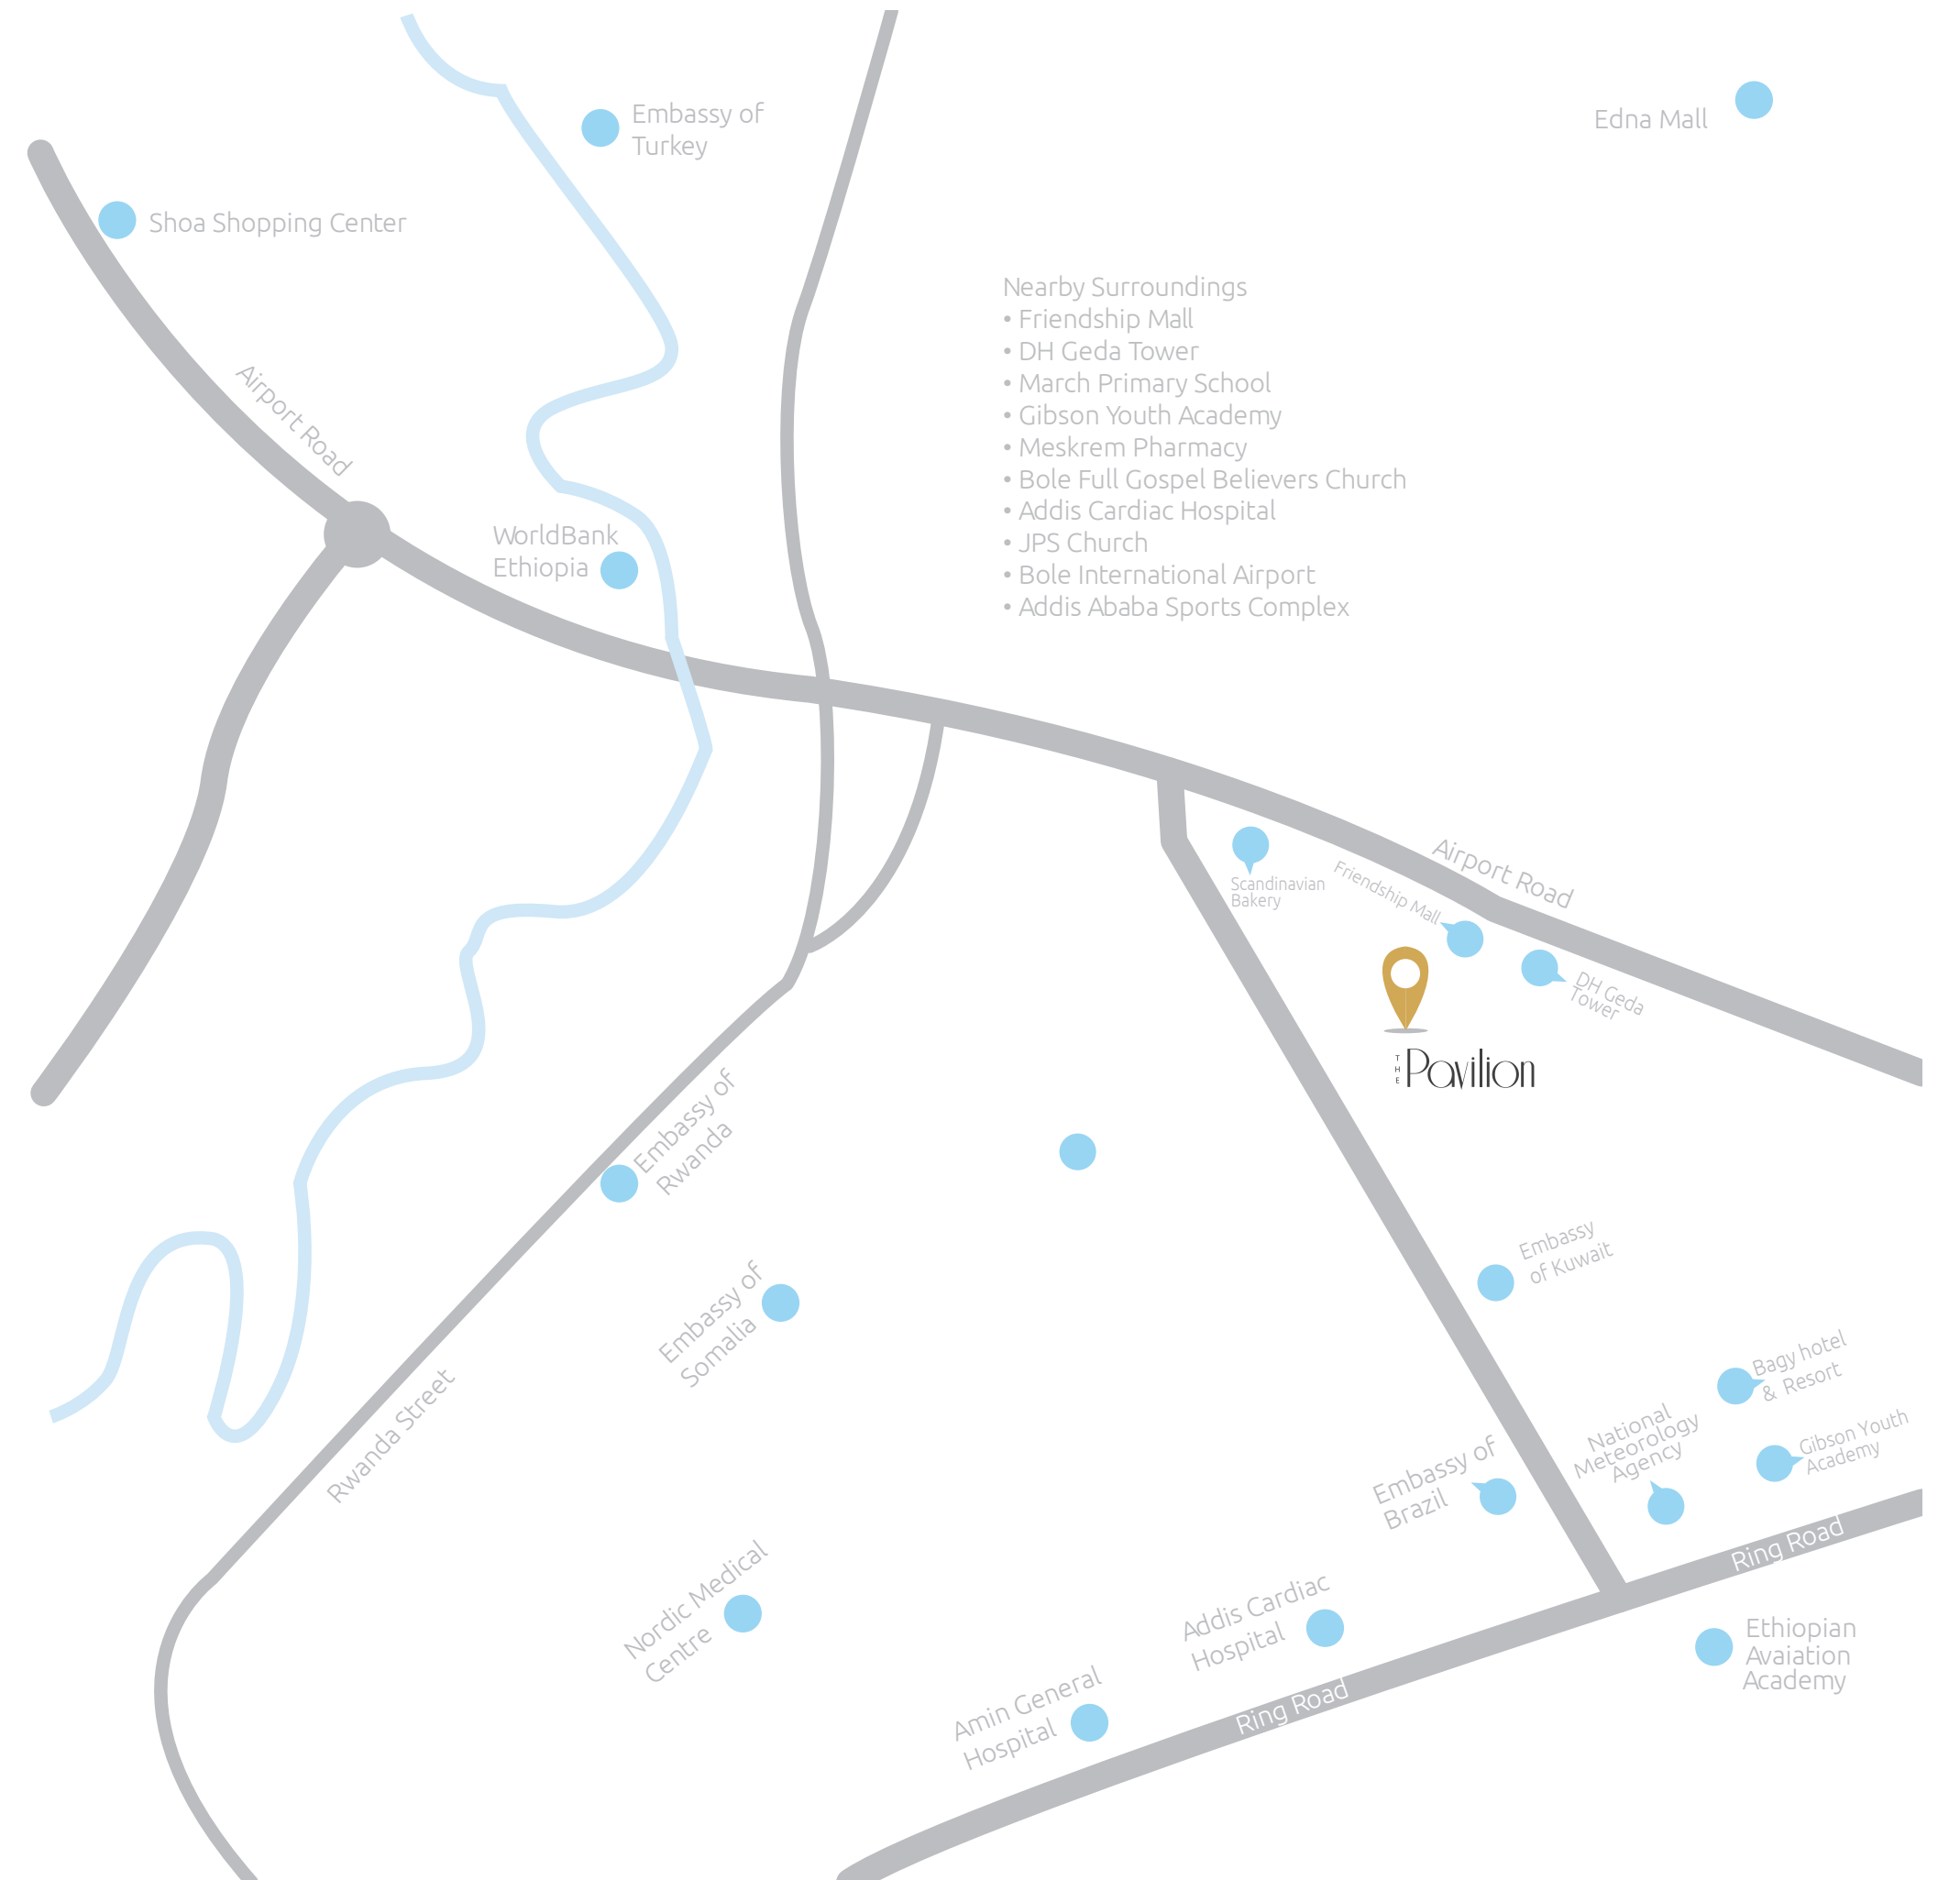 Embassy of
Turkey
Edna Mall
Shoa Shopping Center
Nearby Surroundings
• Friendship Mall
• DH Geda Tower
• March Primary School
• Gibson Youth Academy
• Meskrem Pharmacy
• Bole Full Gospel Believers Church
• Addis Cardiac Hospital
• JPS Church
• Bole International Airport
• Addis Ababa Sports Complex
Airport Road
WorldBank
Ethiopia
Airport Road
Scandinavian
Bakery
Friendship Mall
DH Geda
Tower
THE
Pavilion
Embassy of
Rwanda
Embassy
of Kuwait
Embassy of
Somalia
Rwanda Street
Bagy hotel
& Resort
National
Meteorology
Agency
Gibson Youth
Academy
Embassy of
Brazil
Ring Road
Nordic Medical
Centre
Addis Cardiac
Hospital
Ethiopian
Avaiation
Academy
Amin General
Hospital
Ring Road